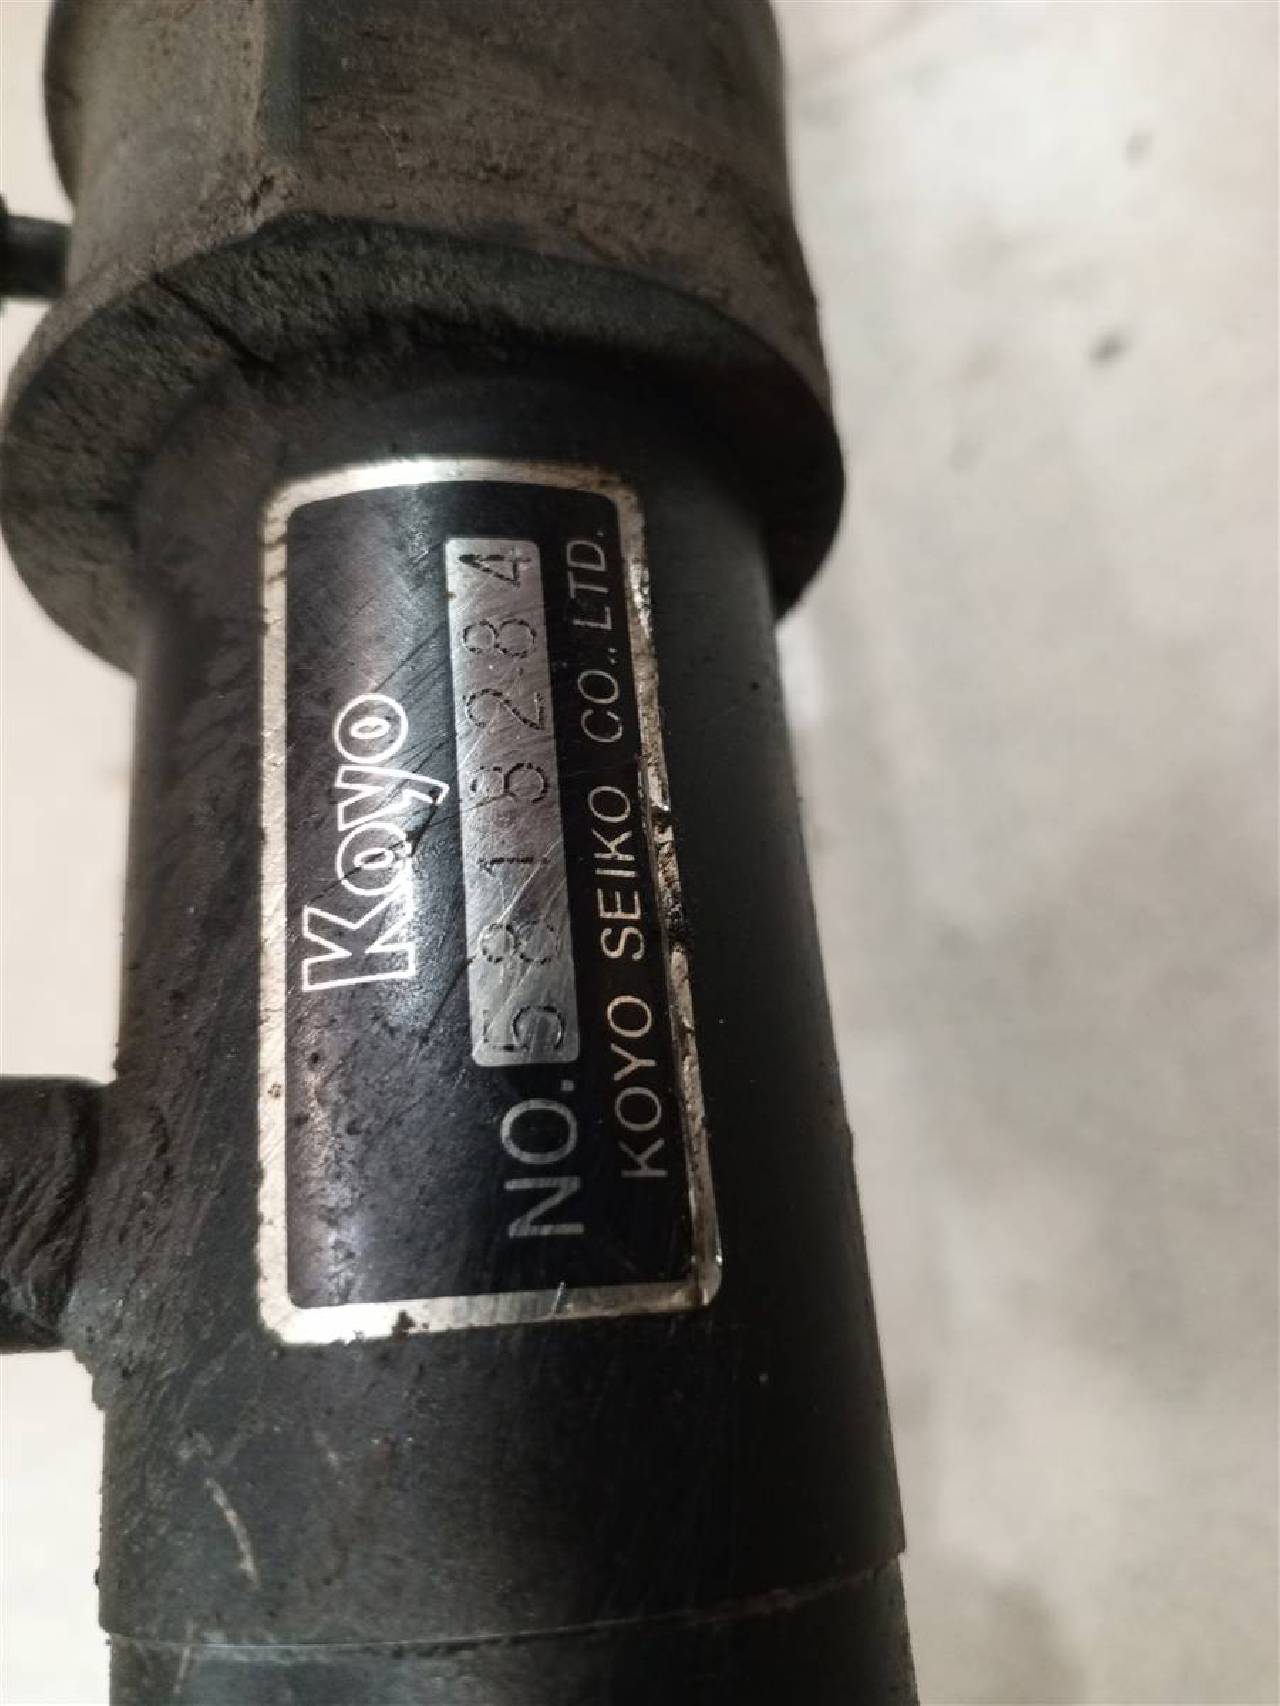 Koyo
NO. 5818284
KOYO SEIKO CO., LTD.